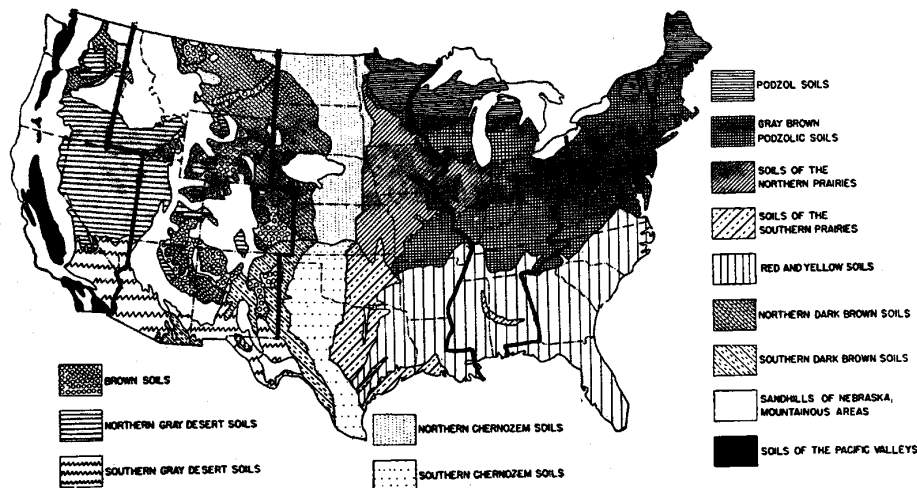 PODZOL SOILS
GRAY BROWN
PODZOLIC SOILS
SOILS OF THE
NORTHERN PRAIRIES
SOILS OF THE
SOUTHERN PRAIRIES
RED AND YELLOW SOILS
NORTHERN DARK BROWN SOILS
SOUTHERN DARK BROWN SOILS
SANDHILLS OF NEBRASKA,
MOUNTAINOUS AREAS
SOILS OF THE PACIFIC VALLEYS
BROWN SOILS
NORTHERN GRAY DESERT SOILS
SOUTHERN GRAY DESERT SOILS
NORTHERN CHERNOZEM SOILS
SOUTHERN CHERNOZEM SOILS